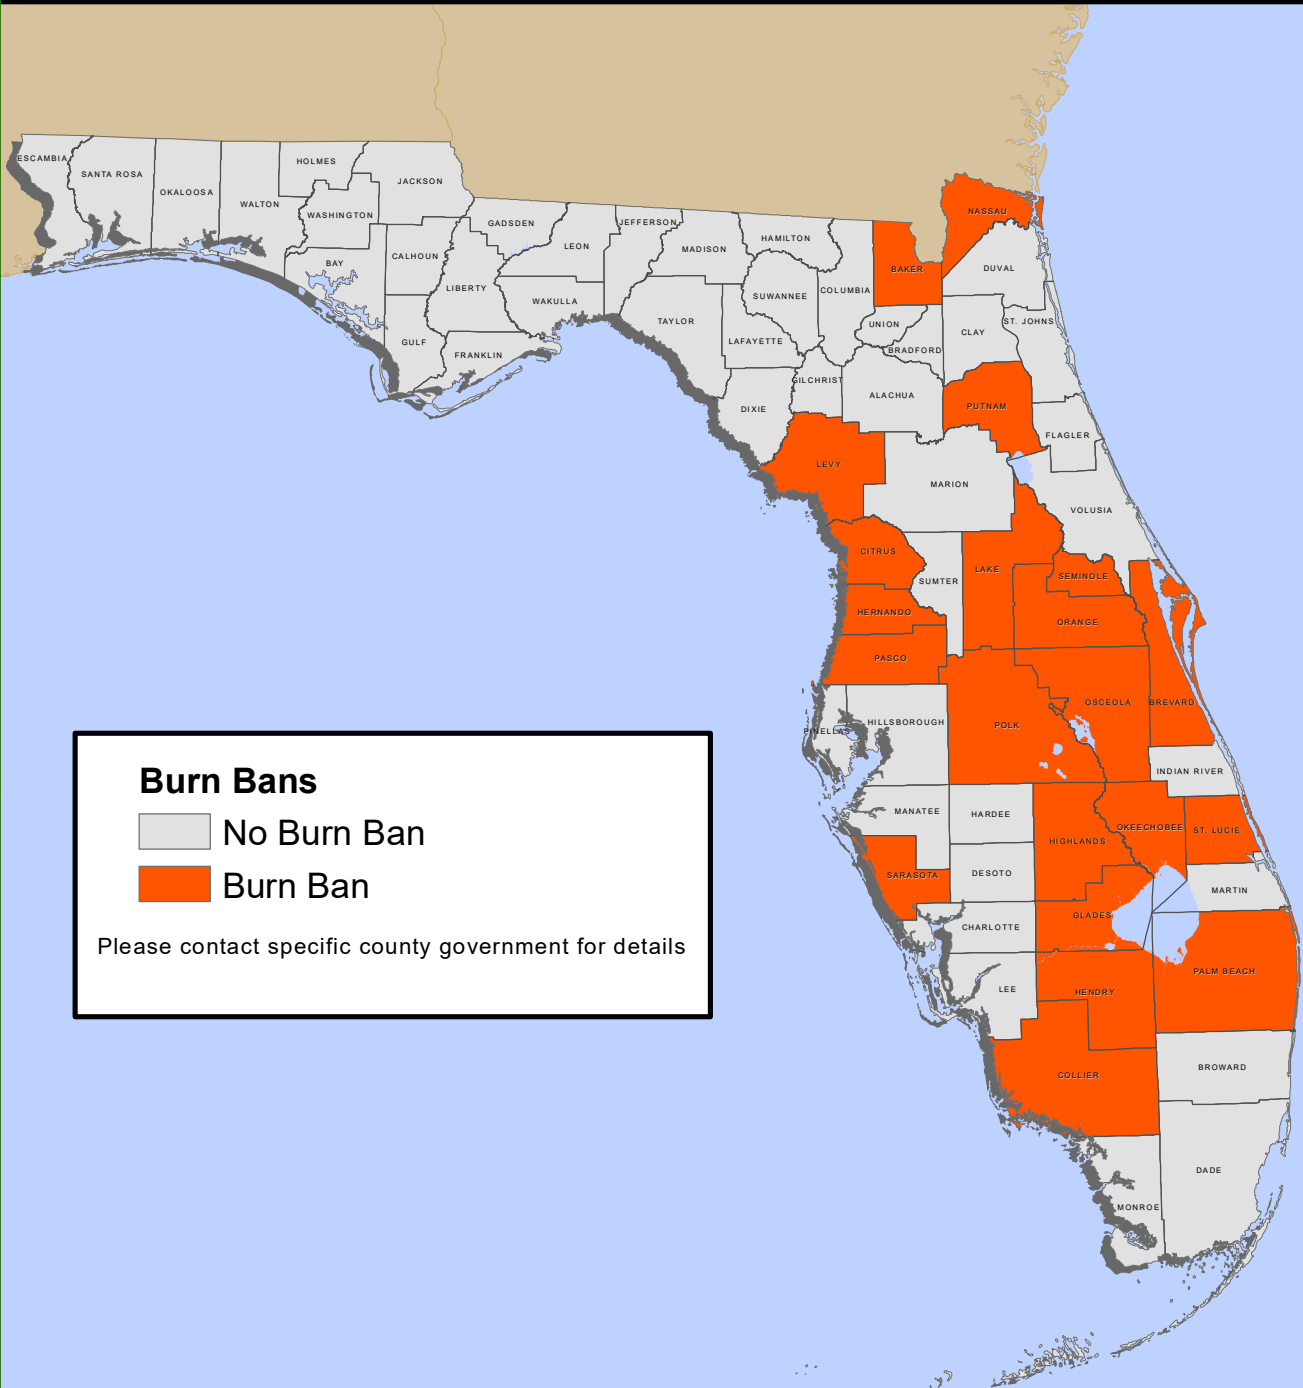 ESCAMBIA
SANTA ROSA
OKALOOSA
WALTON
HOLMES
WASHINGTON
JACKSON
BAY
CALHOUN
GULF
LIBERTY
GADSDEN
LEON
WAKULLA
FRANKLIN
JEFFERSON
MADISON
TAYLOR
HAMILTON
SUWANNEE
LAFAYETTE
DIXIE
COLUMBIA
GILCHRIST
BAKER
UNION
BRADFORD
ALACHUA
NASSAU
DUVAL
CLAY
ST. JOHNS
PUTNAM
FLAGLER
LEVY
MARION
VOLUSIA
CITRUS
SUMTER
LAKE
SEMINOLE
HERNANDO
ORANGE
PASCO
PINELLAS
HILLSBOROUGH
POLK
OSCEOLA
BREVARD
INDIAN RIVER
MANATEE
HARDEE
HIGHLANDS
OKEECHOBEE
ST. LUCIE
SARASOTA
DESOTO
MARTIN
CHARLOTTE
GLADES
LEE
HENDRY
PALM BEACH
COLLIER
BROWARD
DADE
MONROE
Burn Bans
No Burn Ban
Burn Ban
Please contact specific county government for details